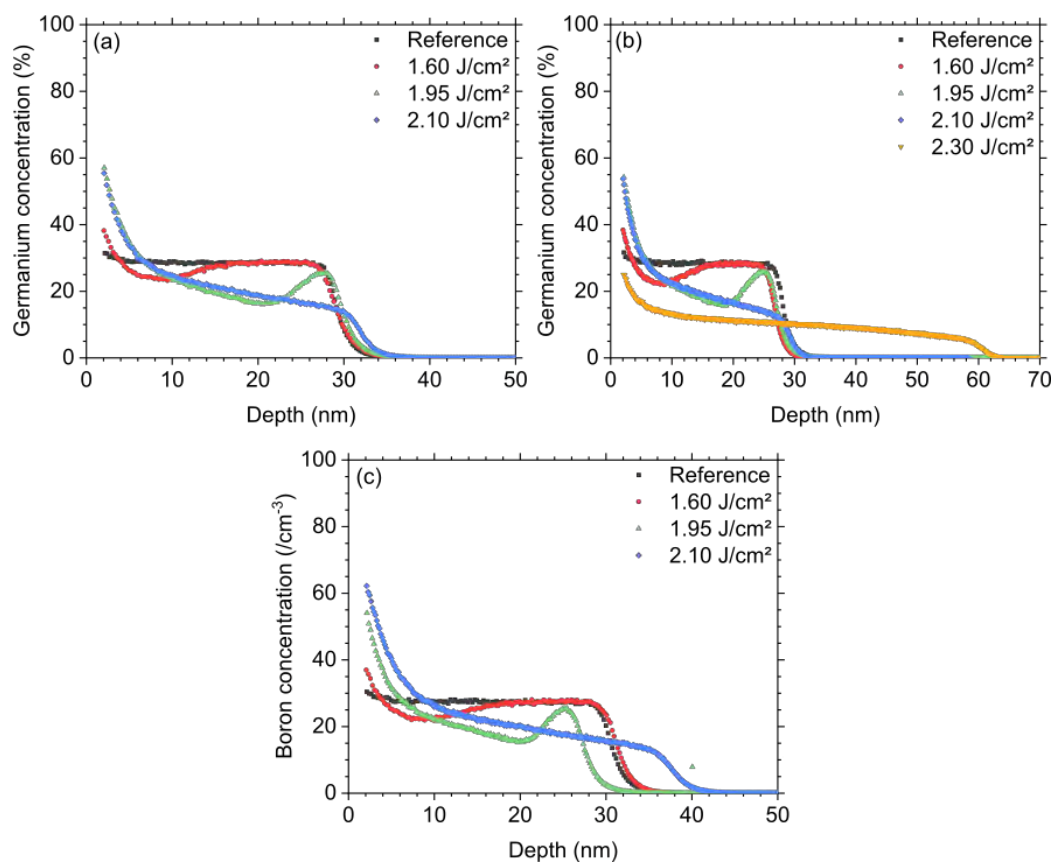 (a)
Reference
1.60 J/cm²
1.95 J/cm²
2.10 J/cm²
Germanium concentration (%)
100
80
60
40
20
0
0 10 20 30 40 50
Depth (nm)
(b)
Reference
1.60 J/cm²
1.95 J/cm²
2.10 J/cm²
2.30 J/cm²
Germanium concentration (%)
100
80
60
40
20
0
0 10 20 30 40 50 60 70
Depth (nm)
(c)
Reference
1.60 J/cm²
1.95 J/cm²
2.10 J/cm²
Boron concentration (/cm⁻³)
100
80
60
40
20
0
0 10 20 30 40 50
Depth (nm)